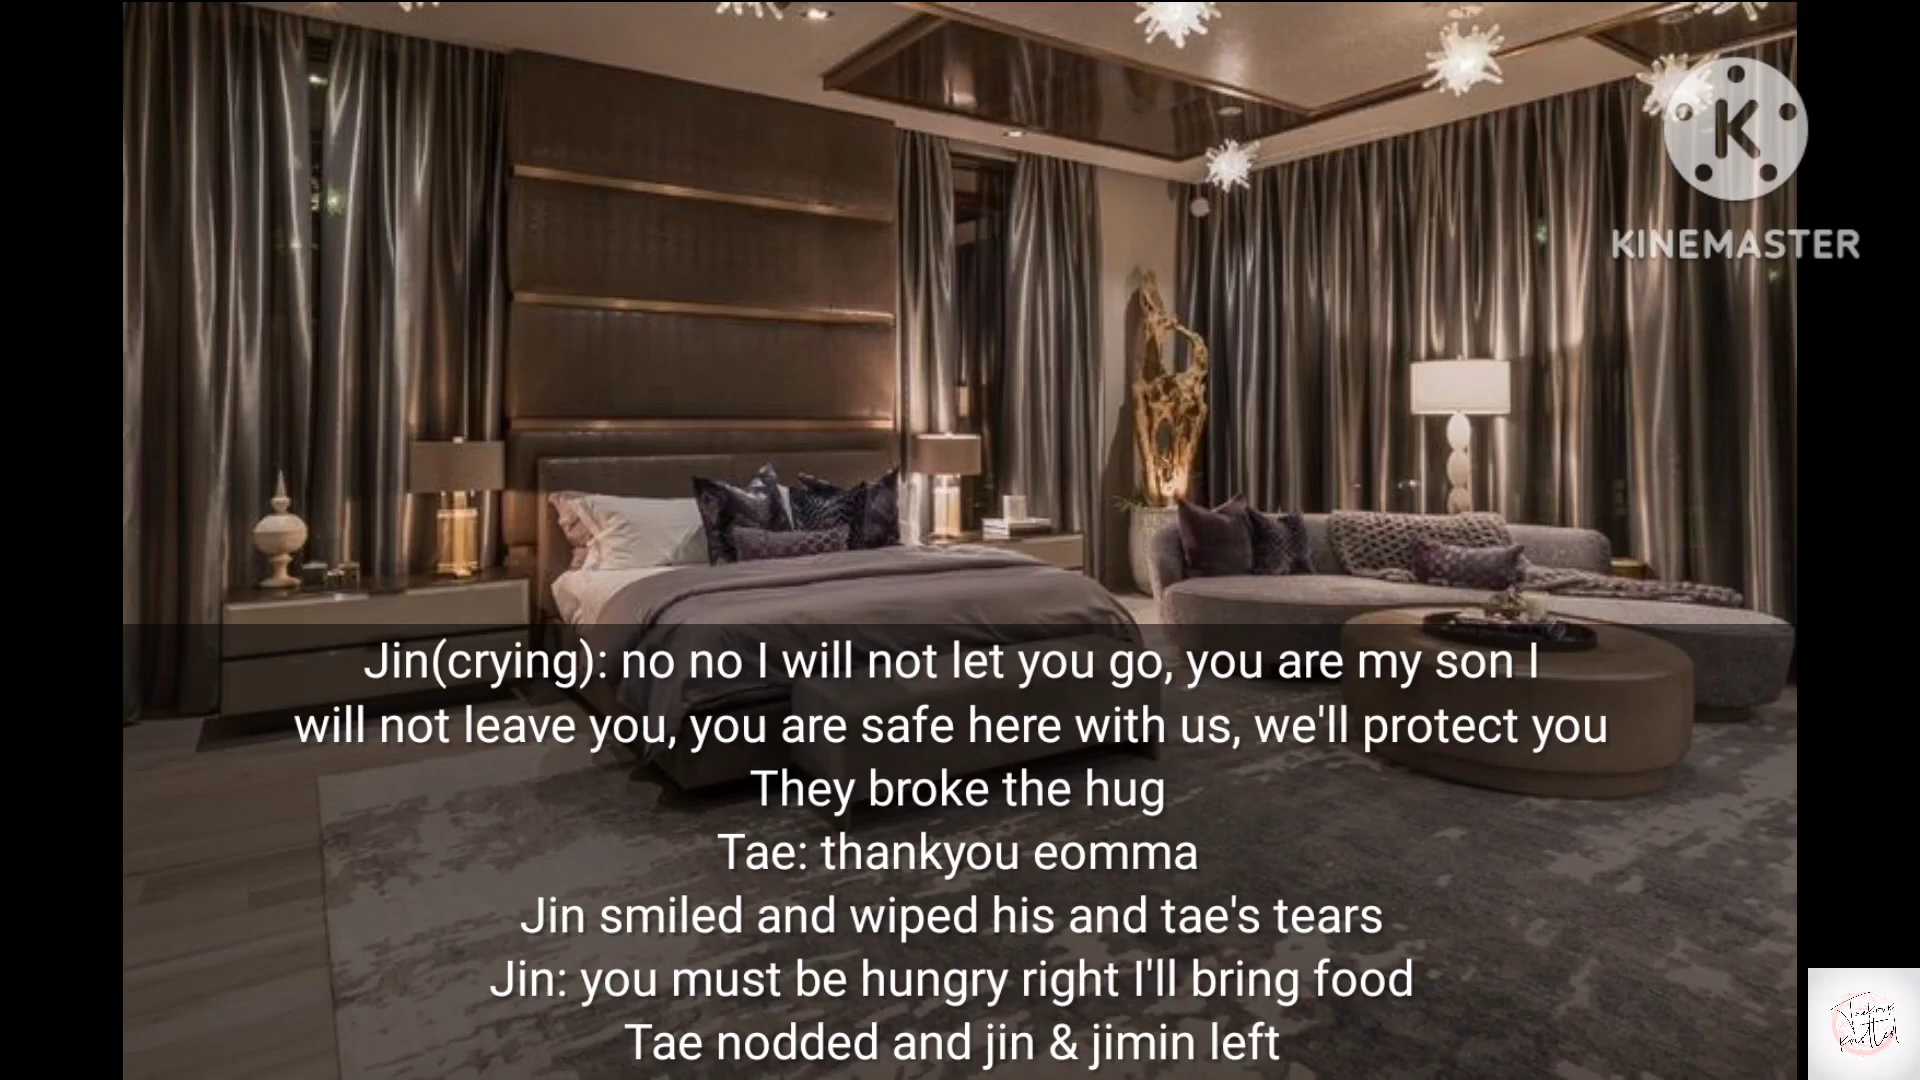 K
KINEMASTER
Jin(crying): no no I will not let you go, you are my son I
will not leave you, you are safe here with us, we'll protect you
They broke the hug
Tae: thankyou eomma
Jin smiled and wiped his and tae's tears
Jin: you must be hungry right I'll bring food
Tae nodded and jin & jimin left